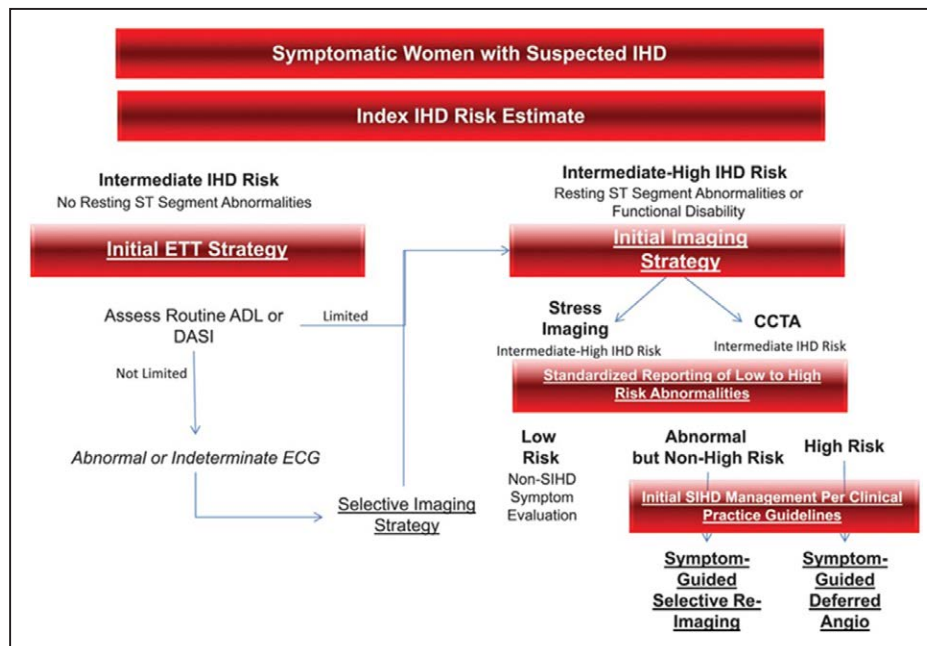 Symptomatic Women with Suspected IHD
Index IHD Risk Estimate
Intermediate IHD Risk
No Resting ST Segment Abnormalities
Initial ETT Strategy
Assess Routine ADL or
DASI
Limited
Not Limited
Abnormal or Indeterminate ECG
Selective Imaging
Strategy
Intermediate-High IHD Risk
Resting ST Segment Abnormalities or
Functional Disability
Initial Imaging
Strategy
Stress
Imaging
Intermediate-High IHD Risk
CCTA
Intermediate IHD Risk
Standardized Reporting of Low to High
Risk Abnormalities
Low
Risk
Non-SIHD
Symptom
Evaluation
Abnormal
but Non-High Risk
High Risk
Initial SIHD Management Per Clinical
Practice Guidelines
Symptom-
Guided
Selective Re-
Imaging
Symptom-
Guided
Deferred
Angio